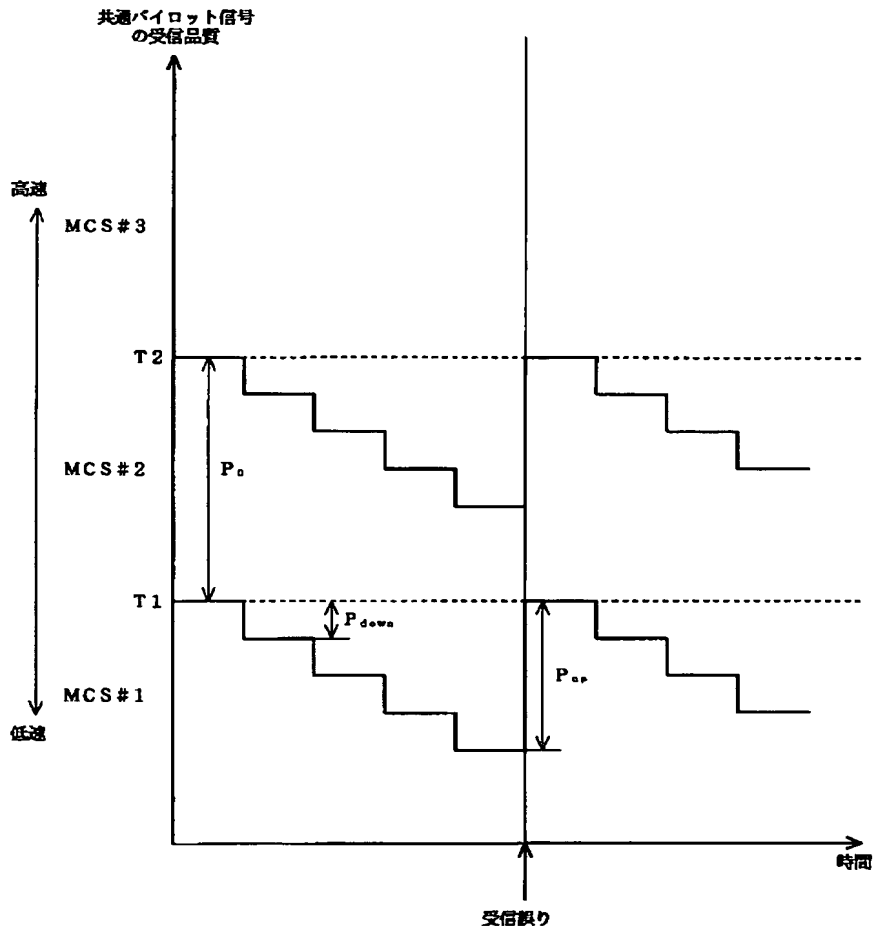 共通パイロット信号
の受信品質
高速
MCS#3
T2
MCS#2
P0
T1
Pdown
MCS#1
Pup
低速
時間
受信誤り